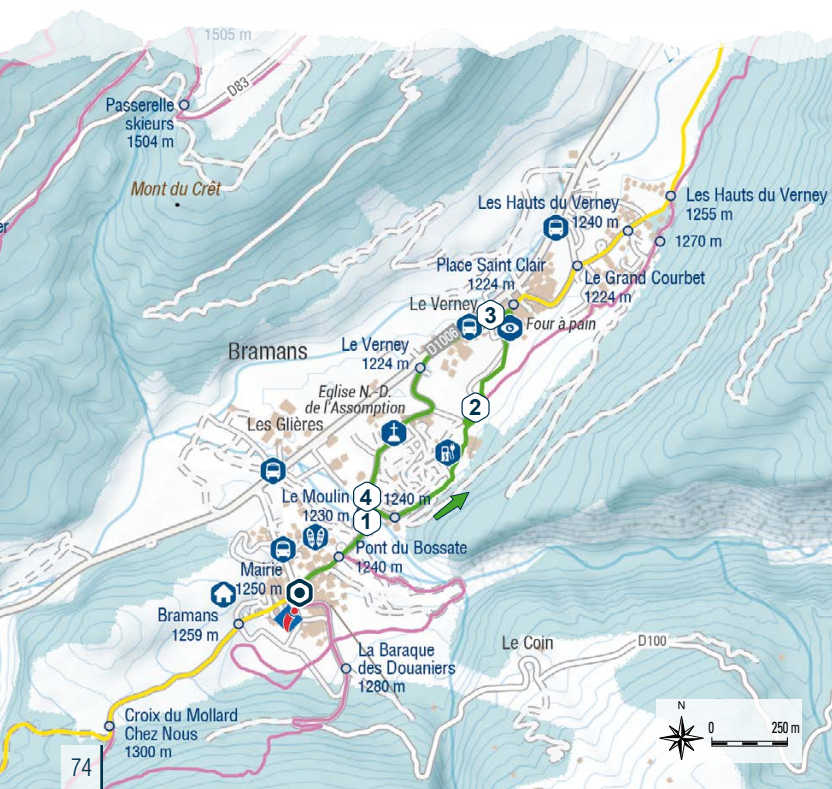 1505 m
D83
Passerelle
skieurs
1504 m
Mont du Crêt
er
Les Hauts du Verney
1240 m
Les Hauts du Verney
1255 m
1270 m
Place Saint Clair
1224 m
Le Grand Courbet
1224 m
Le Verney
3
Four à pain
D1006
Bramans
Le Verney
1224 m
Eglise N.-D.
de l'Assomption
2
Les Glières
Le Moulin
1230 m
4
1240 m
1
Pont du Bossate
1240 m
Mairie
1250 m
Bramans
1259 m
La Baraque
des Douaniers
1280 m
Le Coin
D100
Croix du Mollard
Chez Nous
1300 m
N
0 250 m
74